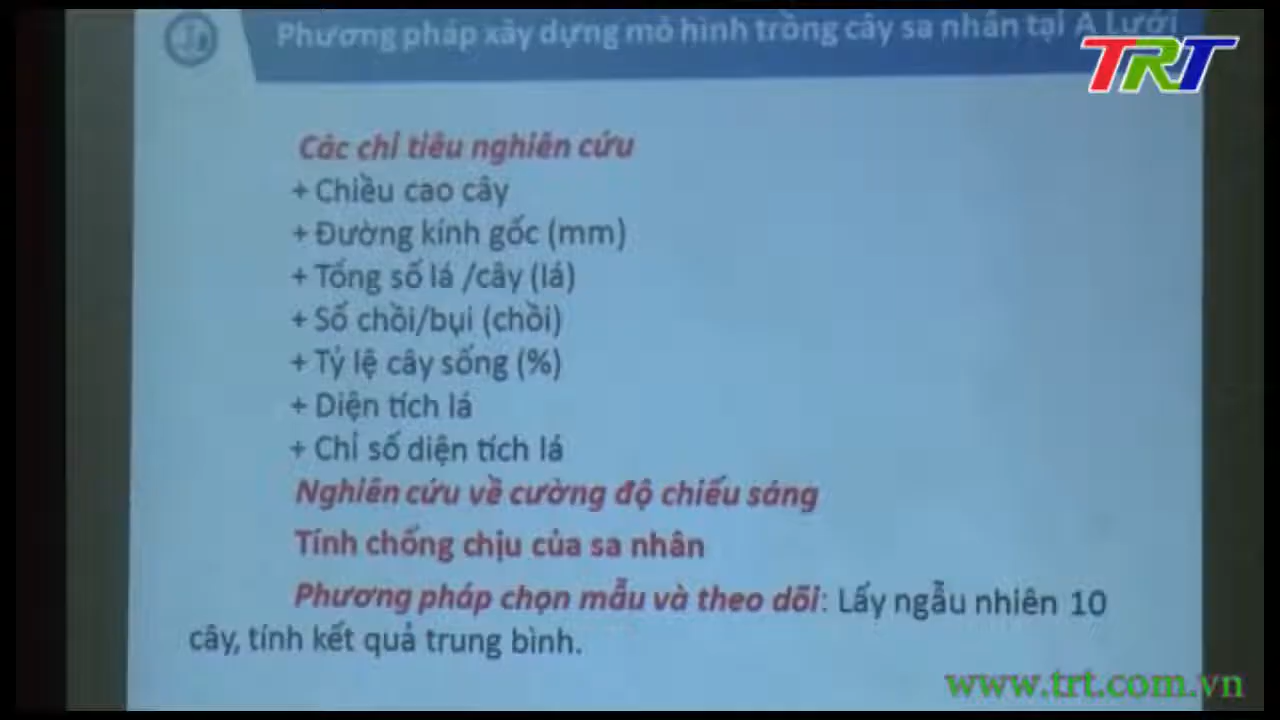 Phương pháp xây dựng mô hình trồng cây sa nhân tại A Lưới
TRT
Các chỉ tiêu nghiên cứu
+ Chiều cao cây
+ Đường kính gốc (mm)
+ Tổng số lá /cây (lá)
+ Số chồi/bụi (chồi)
+ Tỷ lệ cây sống (%)
+ Diện tích lá
+ Chỉ số diện tích lá
Nghiên cứu về cường độ chiếu sáng
Tính chống chịu của sa nhân
Phương pháp chọn mẫu và theo dõi: Lấy ngẫu nhiên 10
cây, tính kết quả trung bình.
www.trt.com.vn